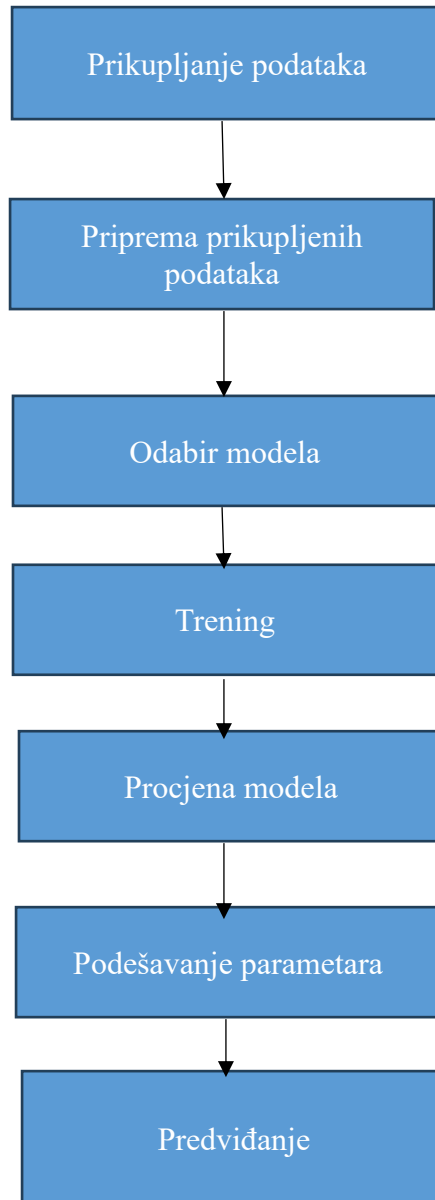 Prikupljanje podataka
Priprema prikupljenih
podataka
Odabir modela
Trening
Procjena modela
Podešavanje parametara
Predviđanje